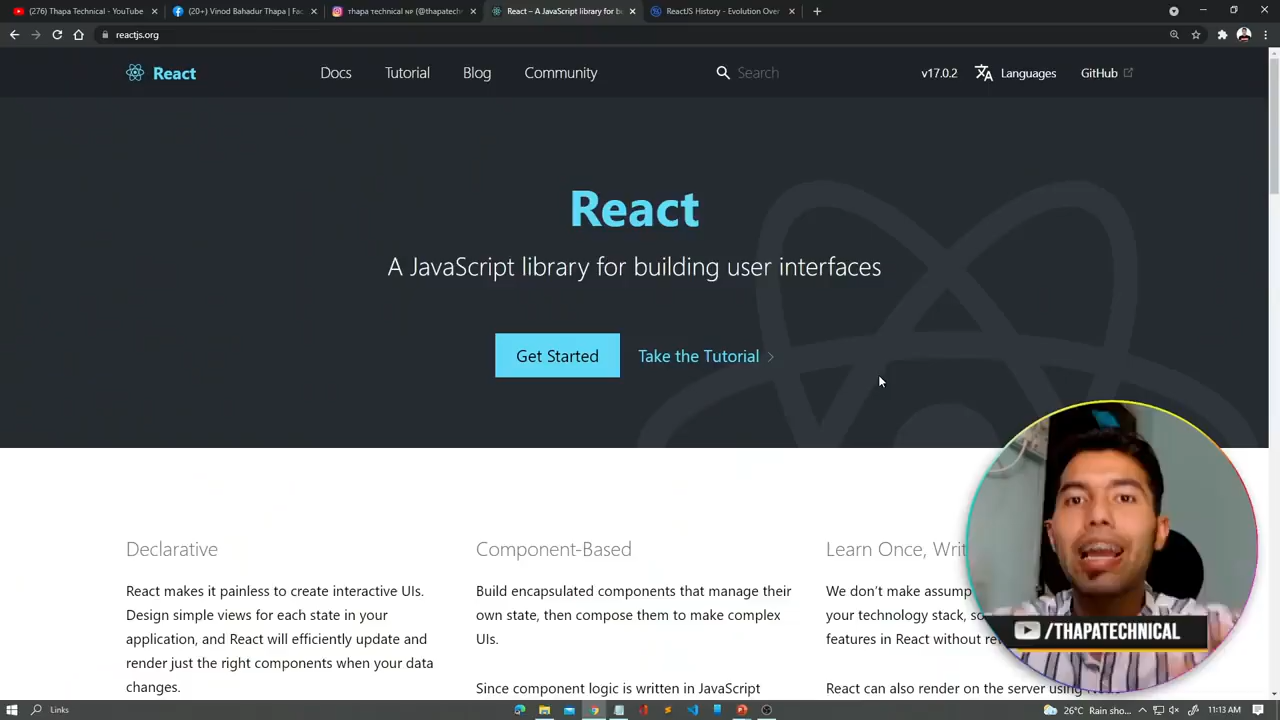 (276) Thapa Technical - YouTube
(20+) Vinod Bahadur Thapa | Fac
thapa technical NP (@thapatechn
React – A JavaScript library for bu
ReactJS History - Evolution Over
reactjs.org
React
Docs
Tutorial
Blog
Community
Search
v17.0.2
Languages
GitHub
React
A JavaScript library for building user interfaces
Get Started
Take the Tutorial
Declarative
React makes it painless to create interactive UIs.
Design simple views for each state in your
application, and React will efficiently update and
render just the right components when your data
changes.
Component-Based
Build encapsulated components that manage their
own state, then compose them to make complex
UIs.
Since component logic is written in JavaScript
Learn Once, Writ
We don't make assump
your technology stack, so
features in React without re
React can also render on the server using
/THAPATECHNICAL
Links
26°C Rain sho...
11:13 AM